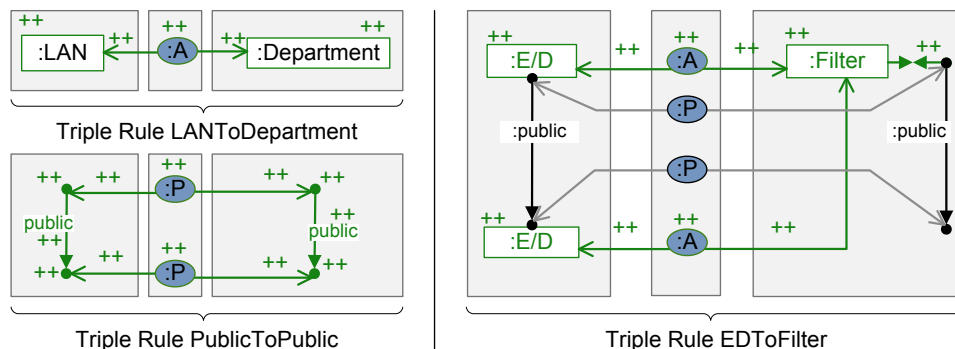 ++ ++ ++
++ ++ ++ ++
:LAN :A :Department
Triple Rule LANToDepartment
++
++ ++ ++ ++
:P
public ++ ++ public
++ ++ ++ ++ ++
:P
Triple Rule PublicToPublic
++ ++ ++ ++
++ ++
:E/D :A :Filter
:P
:public :public
:P
++ ++
++ ++
:E/D :A
Triple Rule EDToFilter